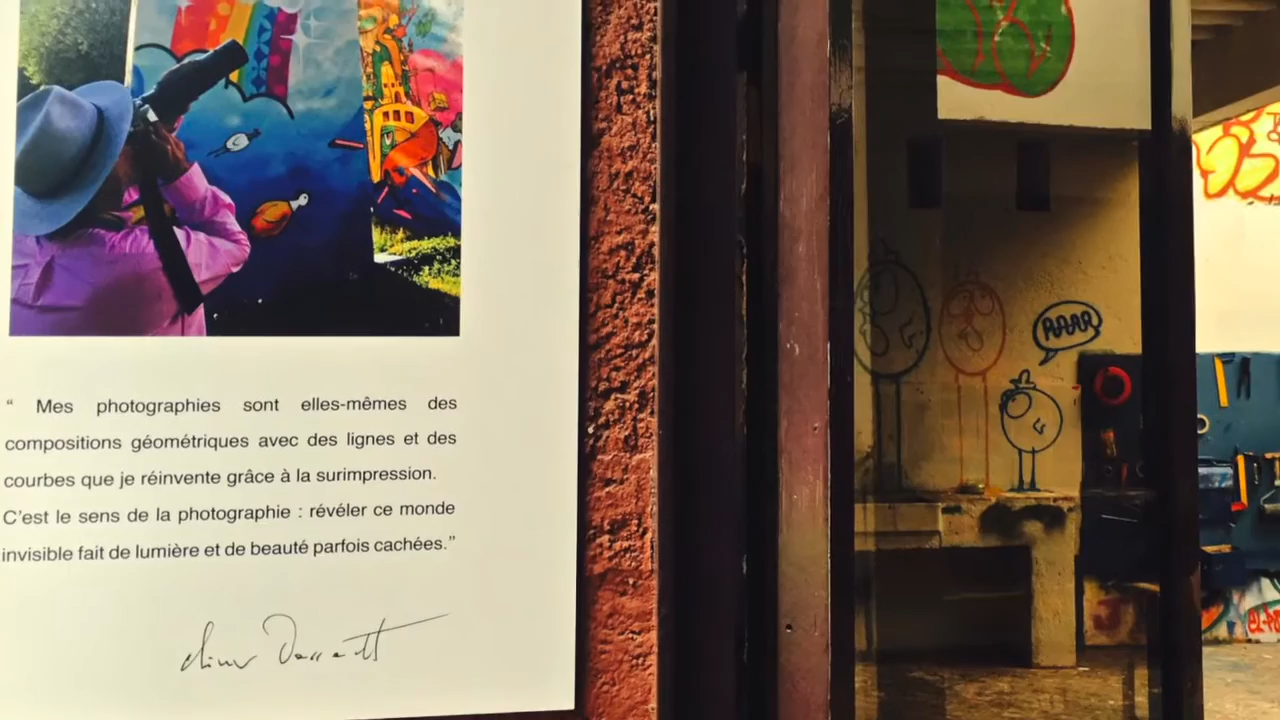 “ Mes photographies sont elles-mêmes des
compositions géométriques avec des lignes et des
courbes que je réinvente grâce à la surimpression.
C’est le sens de la photographie : révéler ce monde
invisible fait de lumière et de beauté parfois cachées.”